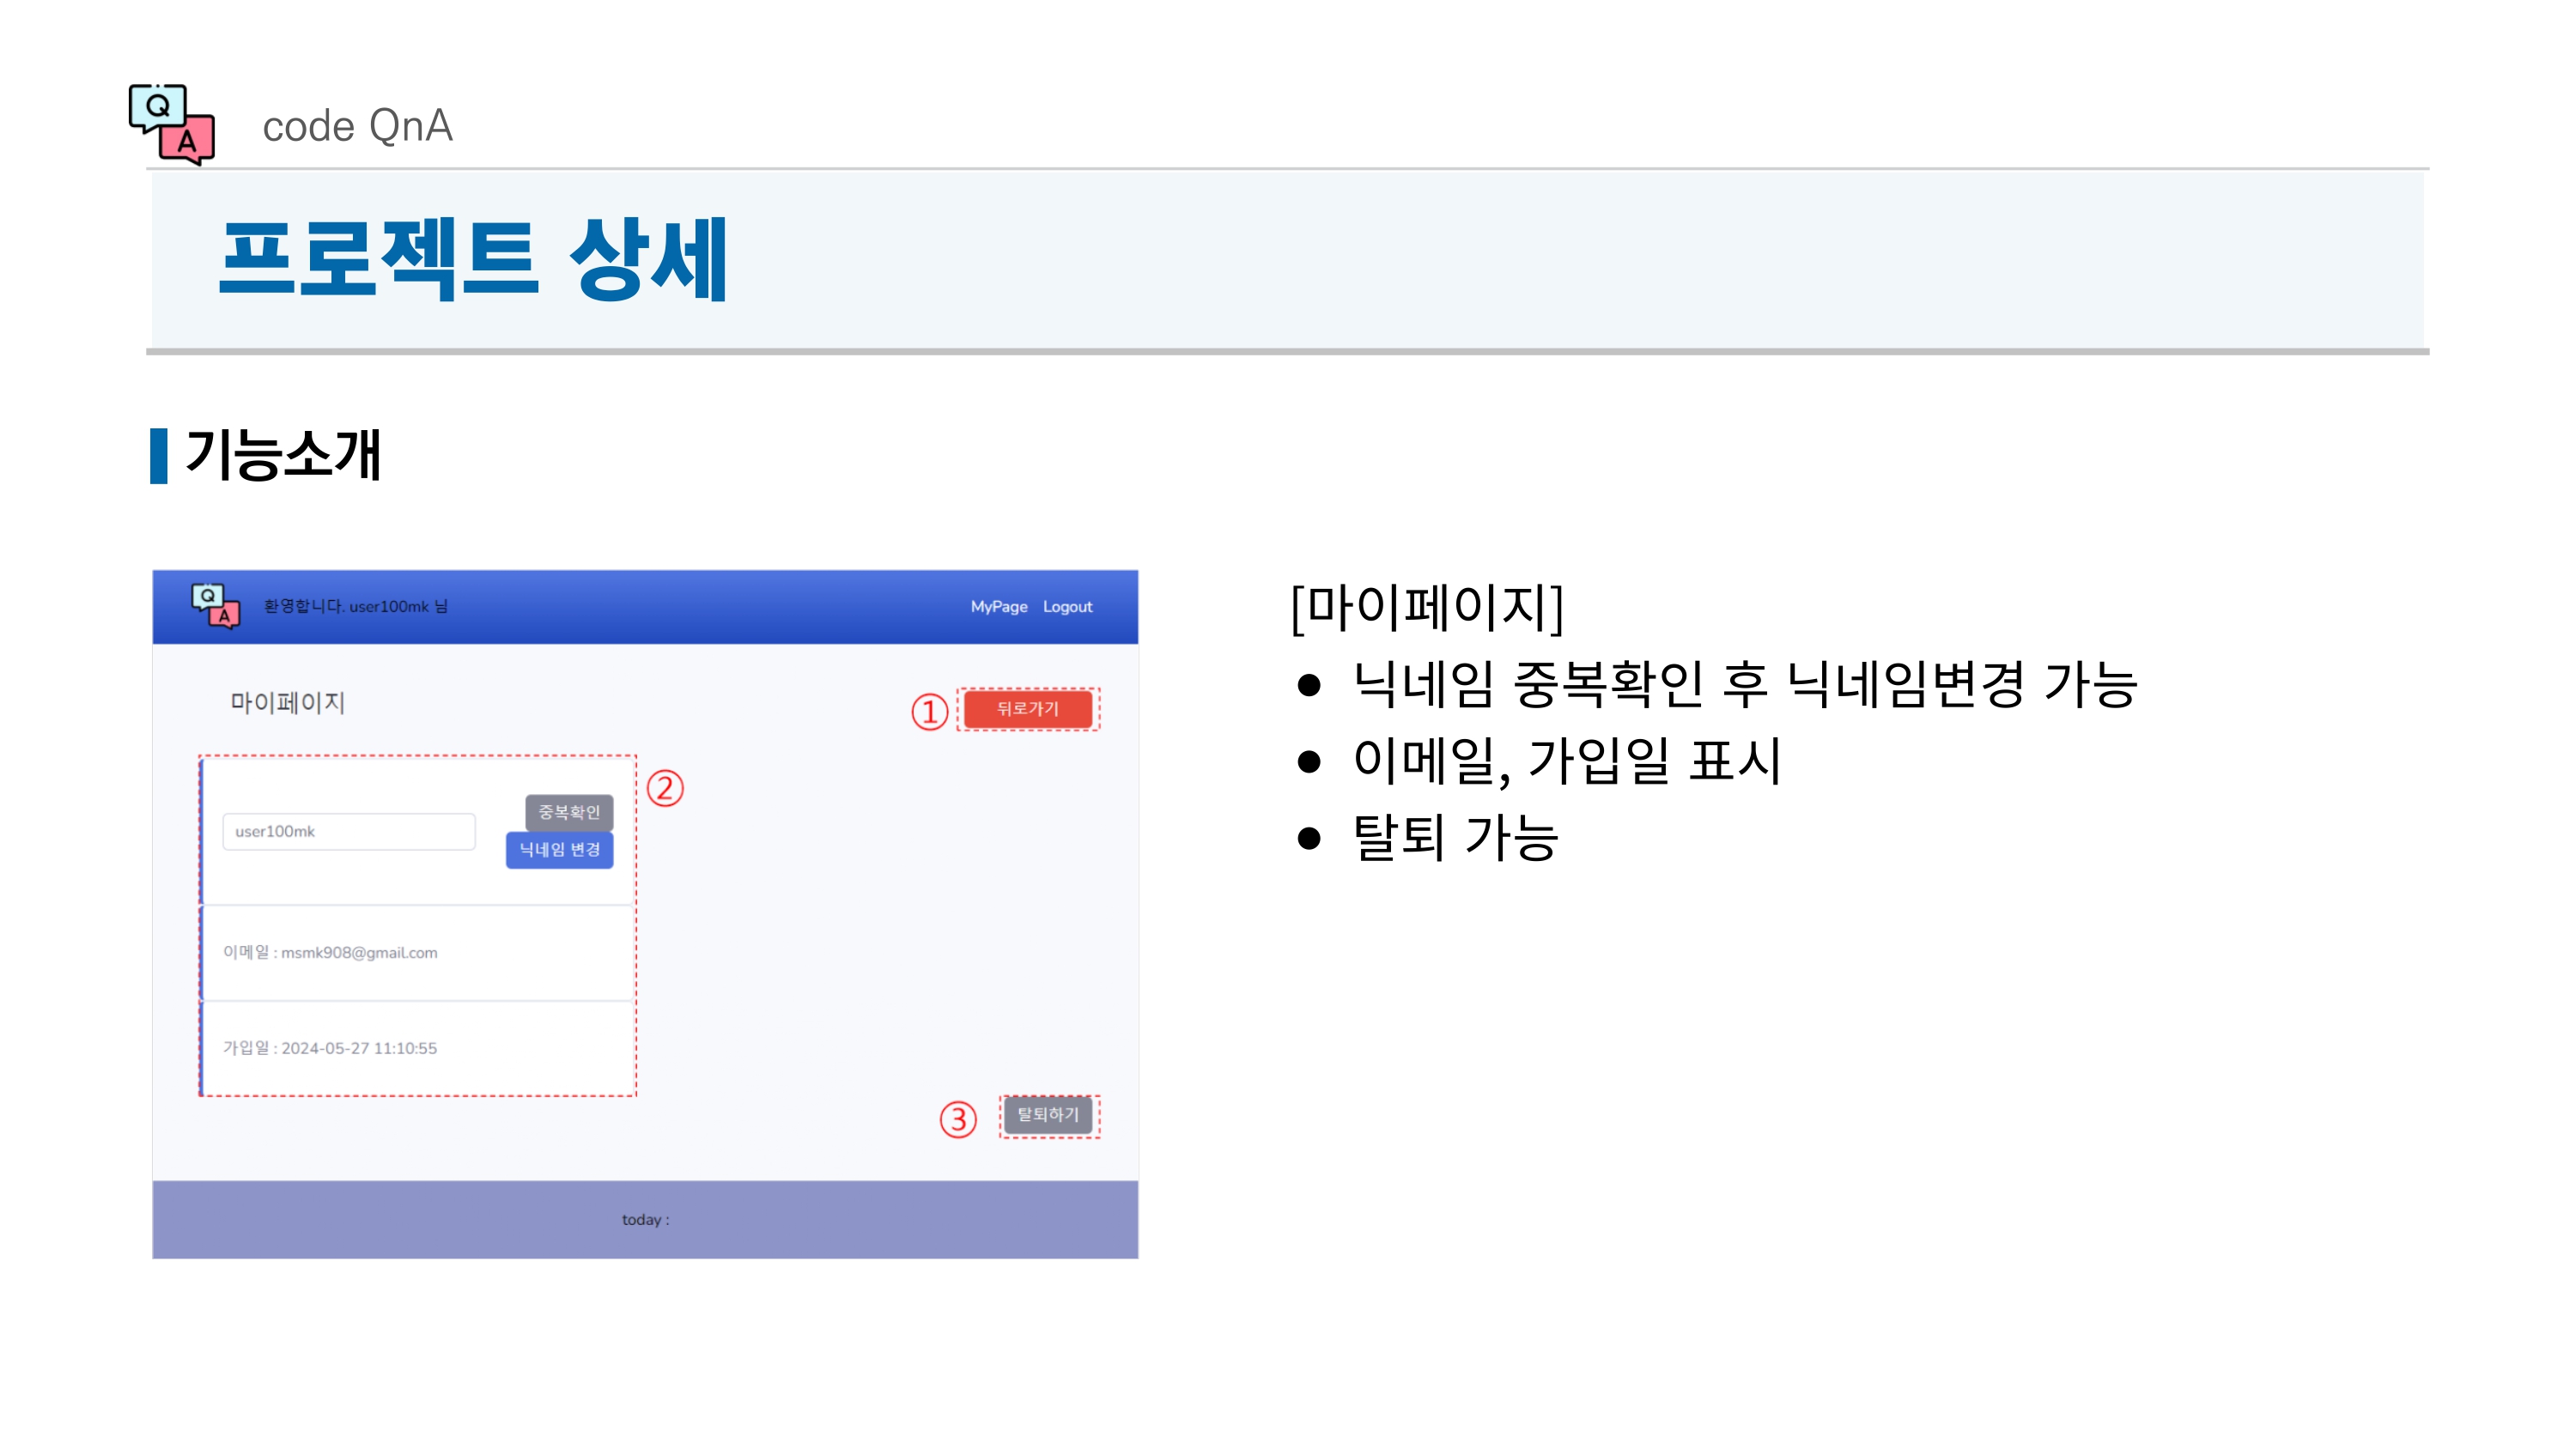 Q
A
code QnA
프로젝트 상세
기능소개
Q
A
환영합니다. user100mk 님
MyPage Logout
마이페이지
① 뒤로가기
②
중복확인
user100mk
닉네임 변경
이메일 : msmk908@gmail.com
가입일 : 2024-05-27 11:10:55
③ 탈퇴하기
today :
[마이페이지]
● 닉네임 중복확인 후 닉네임변경 가능
● 이메일, 가입일 표시
● 탈퇴 가능